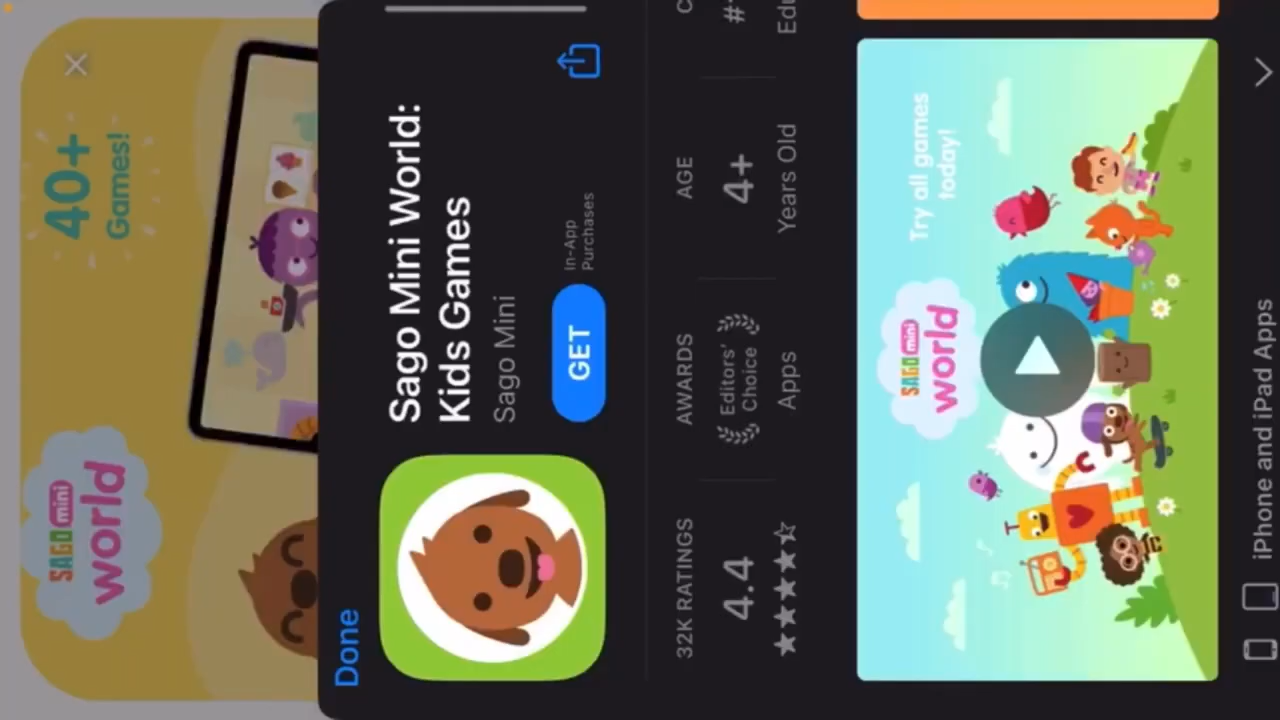 40+
Games!
SAGO mini
world
Done
Sago Mini World:
Kids Games
Sago Mini
GET
In-App
Purchases
32K RATINGS
4.4
AWARDS
Editors'
Choice
Apps
AGE
4+
Years Old
SAGO mini
world
Try all games
today!
iPhone and iPad Apps